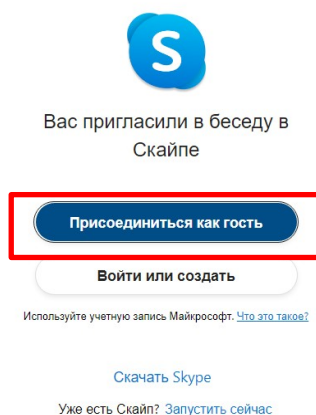 S
Вас пригласили в беседу в
Скайпе
Присоединиться как гость
Войти или создать
Используйте учетную запись Майкрософт. Что это такое?
Скачать Skype
Уже есть Скайп? Запустить сейчас